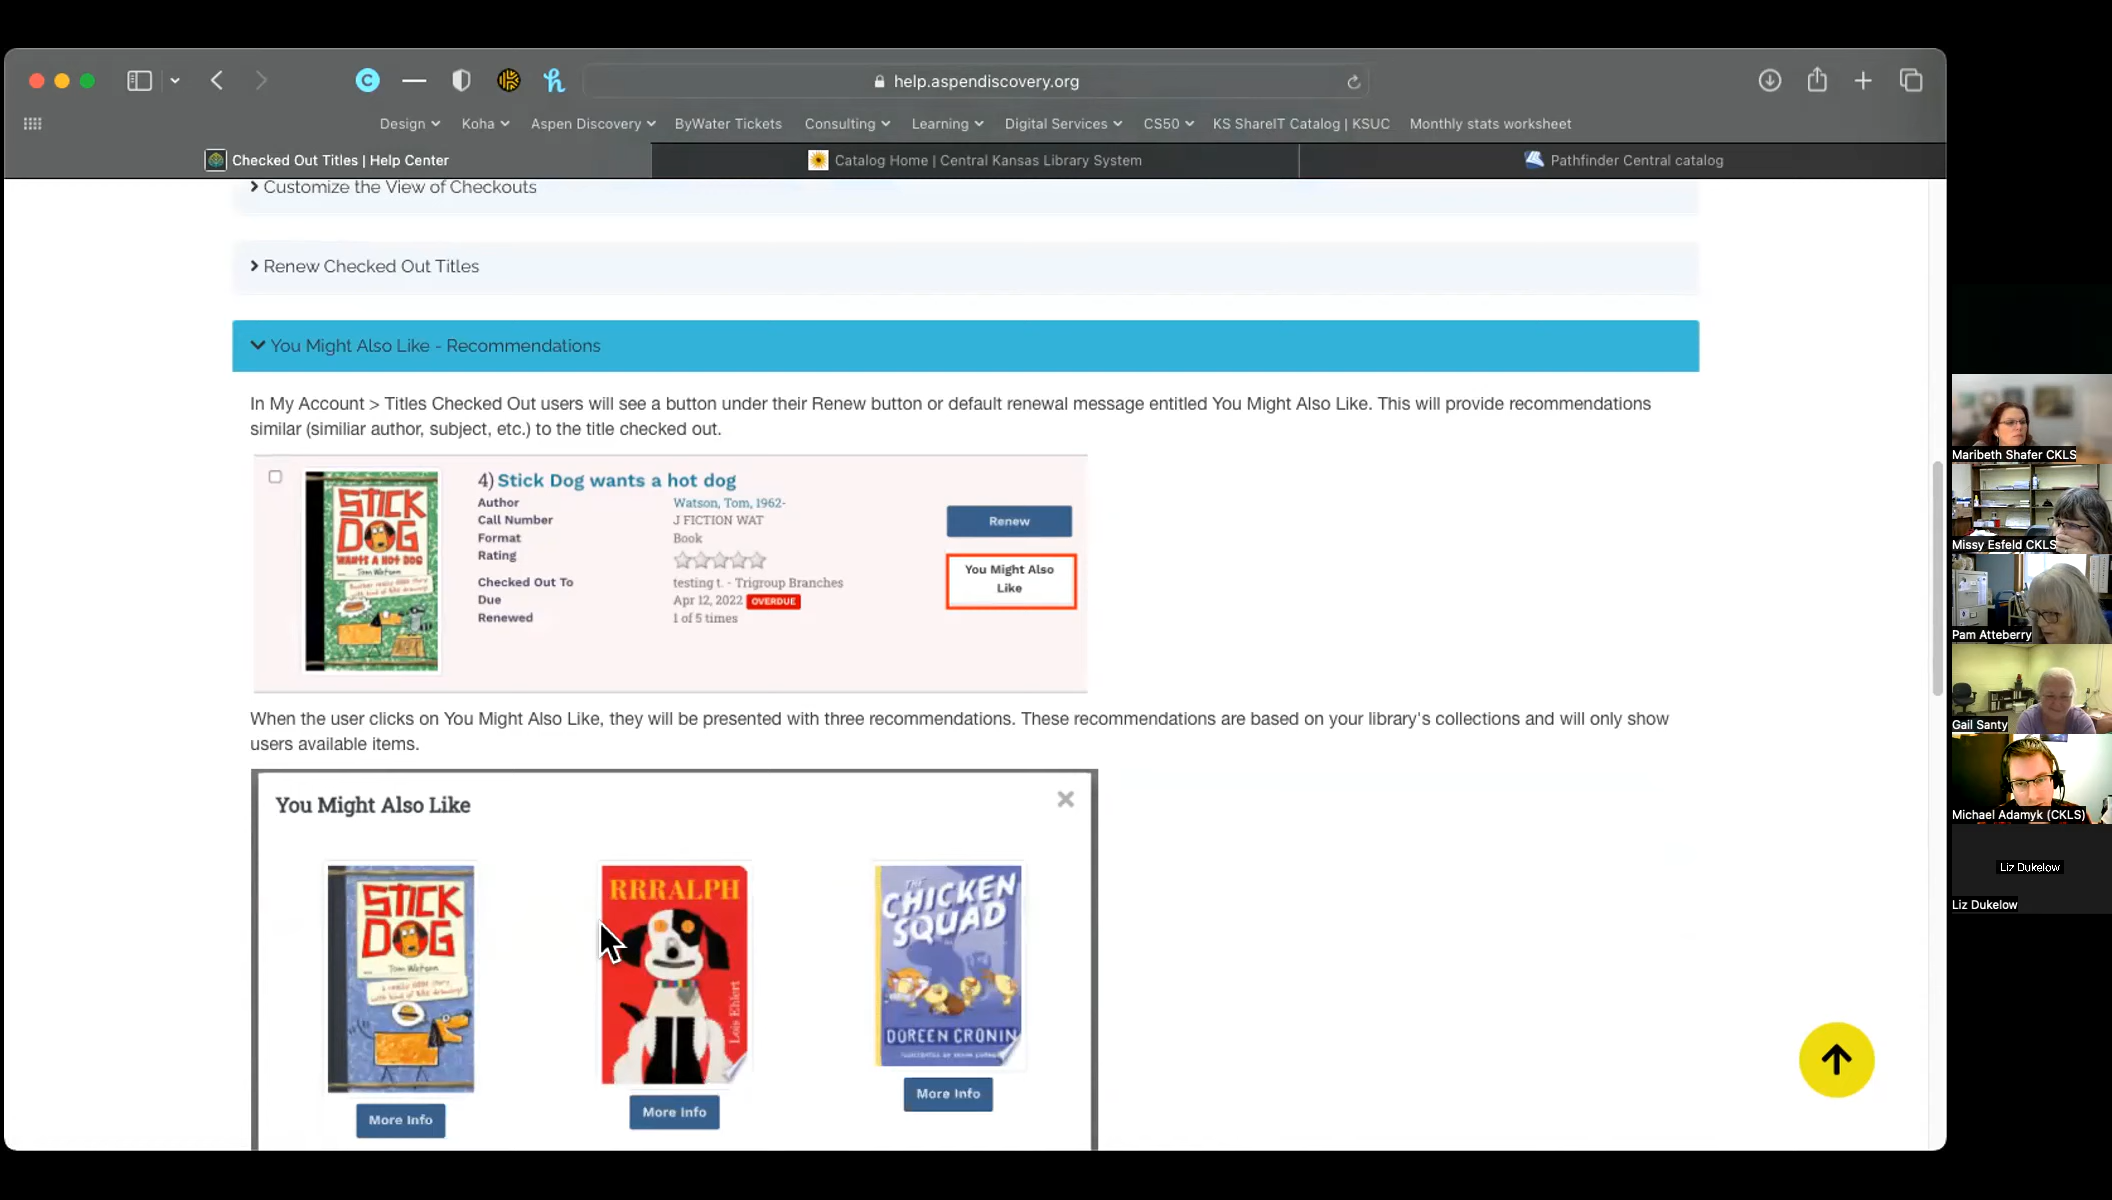 help.aspendiscovery.org
Design Koha Aspen Discovery ByWater Tickets Consulting Learning Digital Services CS50 KS ShareIT Catalog | KSUC Monthly stats worksheet
Checked Out Titles | Help Center
Catalog Home | Central Kansas Library System
Pathfinder Central catalog
Customize the View of Checkouts
Renew Checked Out Titles
You Might Also Like - Recommendations
In My Account > Titles Checked Out users will see a button under their Renew button or default renewal message entitled You Might Also Like. This will provide recommendations
similar (similiar author, subject, etc.) to the title checked out.
STICK
DOG
WANTS A HOT DOG
Tom Watson
4) Stick Dog wants a hot dog
Author Watson, Tom, 1962-
Call Number J FICTION WAT
Format Book
Rating
Checked Out To testing t. - Trigroup Branches
Due Apr 12, 2022 OVERDUE
Renewed 1 of 5 times
Renew
You Might Also
Like
When the user clicks on You Might Also Like, they will be presented with three recommendations. These recommendations are based on your library's collections and will only show
users available items.
You Might Also Like
STICK
DOG
Tom Watson
More Info
RRRALPH
Lois Ehlert
More Info
THE
CHICKEN
SQUAD
DOREEN CRONIN
More Info
Maribeth Shafer CKLS
Missy Esfeld CKLS
Pam Atteberry
Gail Santy
Michael Adamyk (CKLS)
Liz Dukelow
Liz Dukelow